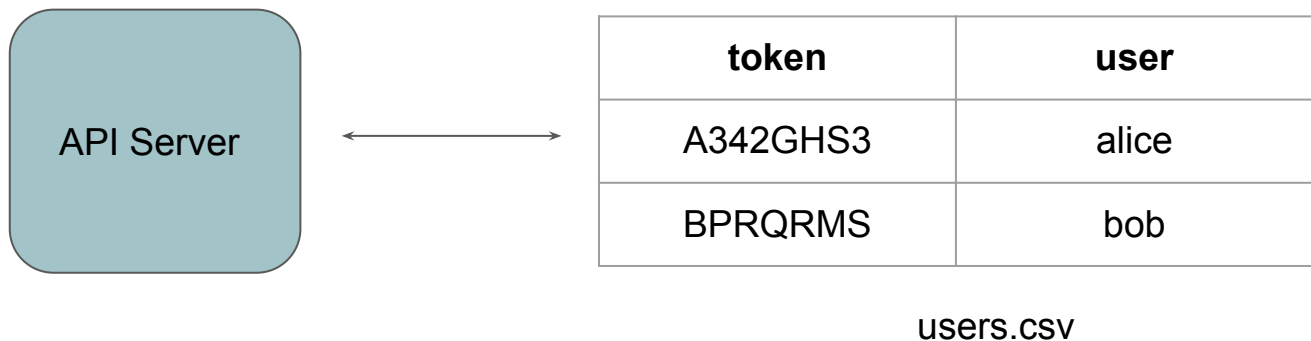 API Server
token user
A342GHS3 alice
BPRQRMS bob
users.csv